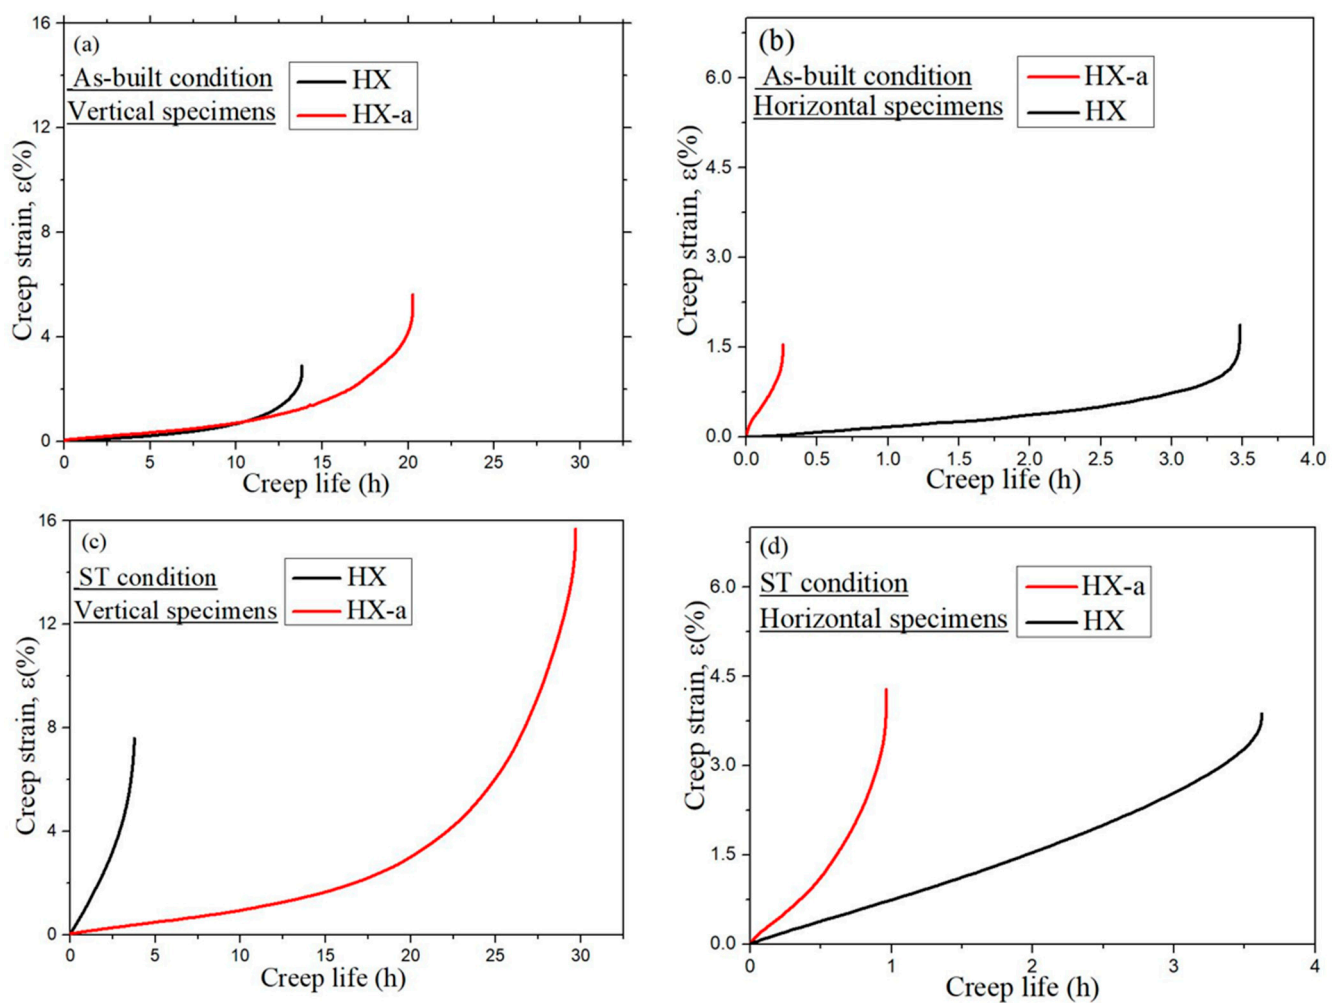 (a)
As-built condition
Vertical specimens
HX
HX-a
Creep strain, ε(%)
16
12
8
4
0
0 5 10 15 20 25 30
Creep life (h)
(b)
As-built condition
Horizontal specimens
HX-a
HX
Creep strain, ε(%)
6.0
4.5
3.0
1.5
0.0
0.0 0.5 1.0 1.5 2.0 2.5 3.0 3.5 4.0
Creep life (h)
(c)
ST condition
Vertical specimens
HX
HX-a
Creep strain, ε(%)
16
12
8
4
0
0 5 10 15 20 25 30
Creep life (h)
(d)
ST condition
Horizontal specimens
HX-a
HX
Creep strain, ε(%)
6.0
4.5
3.0
1.5
0.0
0 1 2 3 4
Creep life (h)